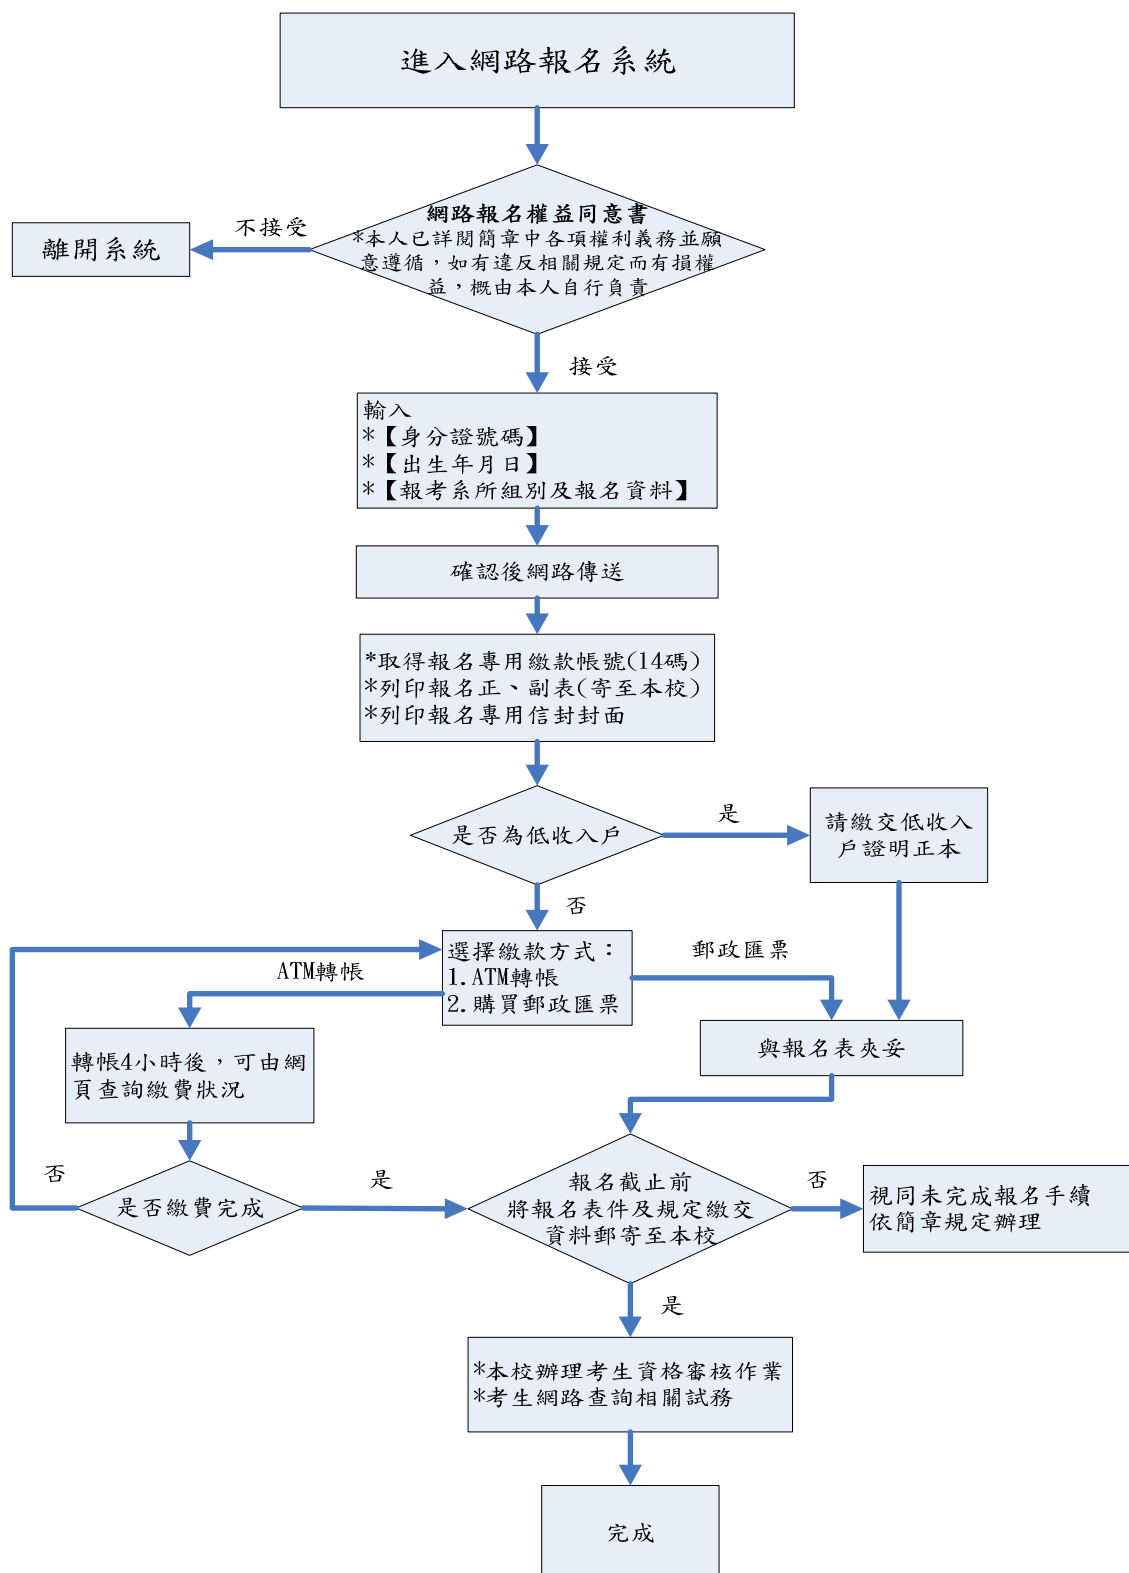 進入網路報名系統
網路報名權益同意書
*本人已詳閱簡章中各項權利義務並願
意遵循，如有違反相關規定而有損權
益，概由本人自行負責
不接受
離開系統
接受
輸入
*【身分證號碼】
*【出生年月日】
*【報考系所組別及報名資料】
確認後網路傳送
*取得報名專用繳款帳號(14碼)
*列印報名正、副表(寄至本校)
*列印報名專用信封封面
是否為低收入戶
是
請繳交低收入
戶證明正本
否
選擇繳款方式：
1.ATM轉帳
2.購買郵政匯票
ATM轉帳
郵政匯票
轉帳4小時後，可由網
頁查詢繳費狀況
與報名表夾妥
是否繳費完成
否
是
報名截止前
將報名表件及規定繳交
資料郵寄至本校
否
視同未完成報名手續
依簡章規定辦理
是
*本校辦理考生資格審核作業
*考生網路查詢相關試務
完成